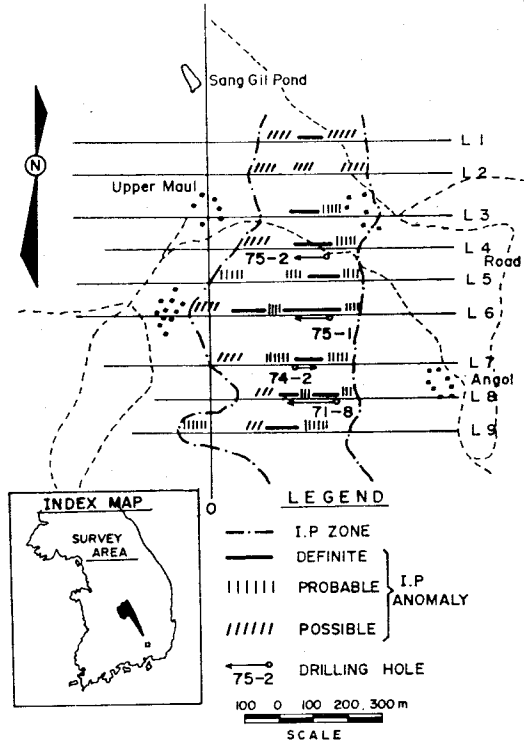 Sang Gil Pond
L 1
L 2
Upper Maul
L 3
L 4
Road
75-2
L 5
L 6
75-1
L 7
74-2
Angol
L 8
71-8
L 9
N
O
INDEX MAP
SURVEY
AREA
LEGEND
I.P ZONE
DEFINITE
PROBABLE
I.P
ANOMALY
POSSIBLE
75-2
DRILLING HOLE
100 0 100 200 300 m
SCALE